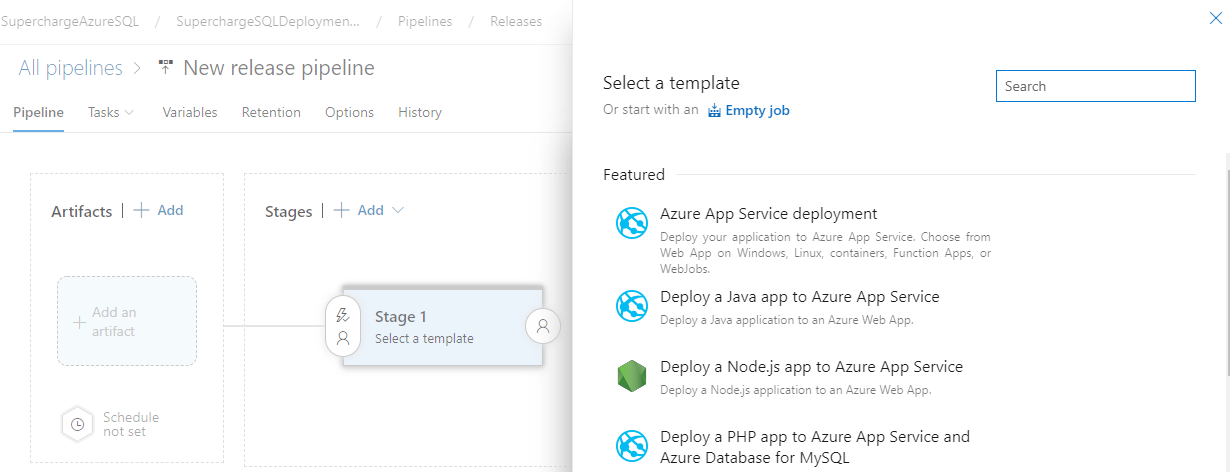 SuperchargeAzureSQL / SuperchargeSQLDeploymen... / Pipelines / Releases
All pipelines > New release pipeline
Pipeline Tasks Variables Retention Options History
Artifacts | + Add
Add an
artifact
Schedule
not set
Stages | + Add
Stage 1
Select a template
Select a template
Search
Or start with an Empty job
Featured
Azure App Service deployment
Deploy your application to Azure App Service. Choose from
Web App on Windows, Linux, containers, Function Apps, or
WebJobs.
Deploy a Java app to Azure App Service
Deploy a Java application to an Azure Web App.
Deploy a Node.js app to Azure App Service
Deploy a Node.js application to an Azure Web App.
Deploy a PHP app to Azure App Service and
Azure Database for MySQL